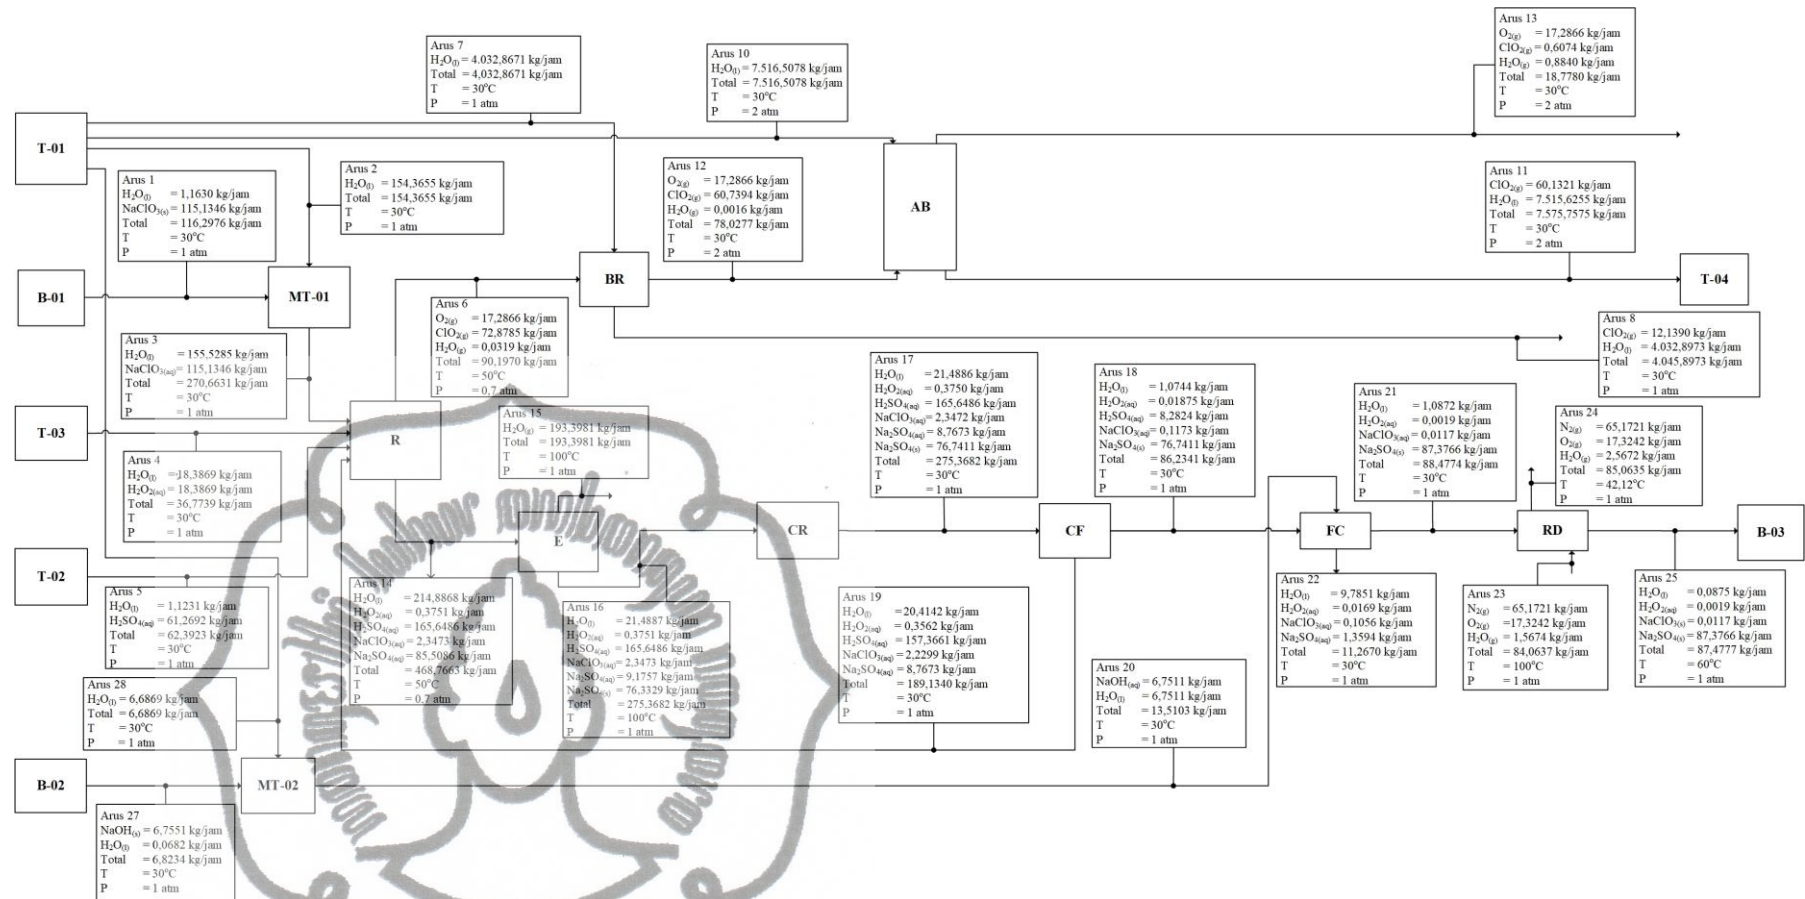 Arus 7
H₂O₍ₗ₎ = 4.032,8671 kg/jam
Total = 4,032,8671 kg/jam
T = 30°C
P = 1 atm
Arus 10
H₂O₍ₗ₎ = 7.516,5078 kg/jam
Total = 7.516,5078 kg/jam
T = 30°C
P = 2 atm
Arus 13
O₂(g) = 17,2866 kg/jam
ClO₂(g) = 0,6074 kg/jam
H₂O(g) = 0,8840 kg/jam
Total = 18,7780 kg/jam
T = 30°C
P = 2 atm
T-01
Arus 1
H₂O₍ₗ₎ = 1,1630 kg/jam
NaClO₃(s) = 115,1346 kg/jam
Total = 116,2976 kg/jam
T = 30°C
P = 1 atm
Arus 2
H₂O₍ₗ₎ = 154,3655 kg/jam
Total = 154,3655 kg/jam
T = 30°C
P = 1 atm
Arus 12
O₂(g) = 17,2866 kg/jam
ClO₂(g) = 60,7394 kg/jam
H₂O(g) = 0,0016 kg/jam
Total = 78,0277 kg/jam
T = 30°C
P = 2 atm
AB
Arus 11
ClO₂(g) = 60,1321 kg/jam
H₂O₍ₗ₎ = 7.515,6255 kg/jam
Total = 7.575,7575 kg/jam
T = 30°C
P = 2 atm
B-01
MT-01
BR
T-04
Arus 3
H₂O₍ₗ₎ = 155,5285 kg/jam
NaClO₃(aq) = 115,1346 kg/jam
Total = 270,6631 kg/jam
T = 30°C
P = 1 atm
Arus 6
O₂(g) = 17,2866 kg/jam
ClO₂(g) = 72,8785 kg/jam
H₂O(g) = 0,0319 kg/jam
Total = 90,1970 kg/jam
T = 50°C
P = 0,7 atm
Arus 8
ClO₂(g) = 12,1390 kg/jam
H₂O₍ₗ₎ = 4.032,8973 kg/jam
Total = 4.045,8973 kg/jam
T = 30°C
P = 1 atm
Arus 17
H₂O₍ₗ₎ = 21,4886 kg/jam
H₂O₂(aq) = 0,3750 kg/jam
H₂SO₄(aq) = 165,6486 kg/jam
NaClO₃(aq) = 2,3472 kg/jam
Na₂SO₄(aq) = 8,7673 kg/jam
Na₂SO₄(s) = 76,7411 kg/jam
Total = 275,3682 kg/jam
T = 30°C
P = 1 atm
Arus 18
H₂O₍ₗ₎ = 1,0744 kg/jam
H₂O₂(aq) = 0,01875 kg/jam
H₂SO₄(aq) = 8,2824 kg/jam
NaClO₃(aq) = 0,1173 kg/jam
Na₂SO₄(s) = 76,7411 kg/jam
Total = 86,2341 kg/jam
T = 30°C
P = 1 atm
Arus 21
H₂O₍ₗ₎ = 1,0872 kg/jam
H₂O₂(aq) = 0,0019 kg/jam
NaClO₃(aq) = 0,0117 kg/jam
Na₂SO₄(s) = 87,3766 kg/jam
Total = 88,4774 kg/jam
T = 30°C
P = 1 atm
Arus 24
N₂(g) = 65,1721 kg/jam
O₂(g) = 17,3242 kg/jam
H₂O(g) = 2,5672 kg/jam
Total = 85,0635 kg/jam
T = 42,12°C
P = 1 atm
T-03
R
Arus 15
H₂O(g) = 193,3981 kg/jam
Total = 193,3981 kg/jam
T = 100°C
P = 1 atm
Arus 4
H₂O₍ₗ₎ = 18,3869 kg/jam
H₂O₂(aq) = 18,3869 kg/jam
Total = 36,7739 kg/jam
T = 30°C
P = 1 atm
E
CR
CF
FC
RD
B-03
T-02
Arus 5
H₂O₍ₗ₎ = 1,1231 kg/jam
H₂SO₄(aq) = 61,2692 kg/jam
Total = 62,3923 kg/jam
T = 30°C
P = 1 atm
Arus 14
H₂O₍ₗ₎ = 214,8868 kg/jam
H₂O₂(aq) = 0,3751 kg/jam
H₂SO₄(aq) = 165,6486 kg/jam
NaClO₃(aq) = 2,3473 kg/jam
Na₂SO₄(aq) = 85,5086 kg/jam
Total = 468,7663 kg/jam
T = 50°C
P = 0,7 atm
Arus 16
H₂O₍ₗ₎ = 21,4887 kg/jam
H₂O₂(aq) = 0,3751 kg/jam
H₂SO₄(aq) = 165,6486 kg/jam
NaClO₃(aq) = 2,3473 kg/jam
Na₂SO₄(aq) = 9,1757 kg/jam
Na₂SO₄(s) = 76,3329 kg/jam
Total = 275,3682 kg/jam
T = 100°C
P = 1 atm
Arus 19
H₂O₍ₗ₎ = 20,4142 kg/jam
H₂O₂(aq) = 0,3562 kg/jam
H₂SO₄(aq) = 157,3661 kg/jam
NaClO₃(aq) = 2,2299 kg/jam
Na₂SO₄(aq) = 8,7673 kg/jam
Total = 189,1340 kg/jam
T = 30°C
P = 1 atm
Arus 22
H₂O₍ₗ₎ = 9,7851 kg/jam
H₂O₂(aq) = 0,0169 kg/jam
NaClO₃(aq) = 0,1056 kg/jam
Na₂SO₄(aq) = 1,3594 kg/jam
Total = 11,2670 kg/jam
T = 30°C
P = 1 atm
Arus 23
N₂(g) = 65,1721 kg/jam
O₂(g) = 17,3242 kg/jam
H₂O(g) = 1,5674 kg/jam
Total = 84,0637 kg/jam
T = 100°C
P = 1 atm
Arus 25
H₂O₍ₗ₎ = 0,0875 kg/jam
H₂O₂(aq) = 0,0019 kg/jam
NaClO₃(s) = 0,0117 kg/jam
Na₂SO₄(s) = 87,3766 kg/jam
Total = 87,4777 kg/jam
T = 60°C
P = 1 atm
Arus 28
H₂O₍ₗ₎ = 6,6869 kg/jam
Total = 6,6869 kg/jam
T = 30°C
P = 1 atm
Arus 20
NaOH(aq) = 6,7511 kg/jam
H₂O₍ₗ₎ = 6,7511 kg/jam
Total = 13,5103 kg/jam
T = 30°C
P = 1 atm
B-02
MT-02
Arus 27
NaOH(s) = 6,7551 kg/jam
H₂O₍ₗ₎ = 0,0682 kg/jam
Total = 6,8234 kg/jam
T = 30°C
P = 1 atm